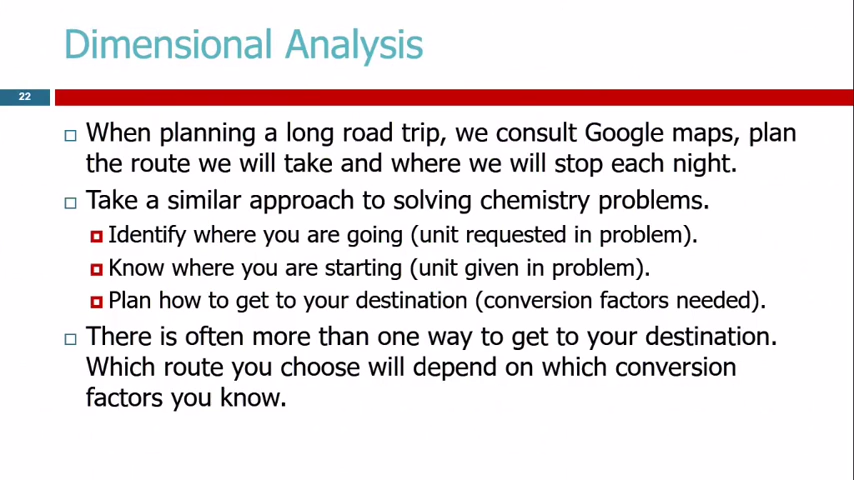 Dimensional Analysis
22
When planning a long road trip, we consult Google maps, plan
the route we will take and where we will stop each night.
Take a similar approach to solving chemistry problems.
Identify where you are going (unit requested in problem).
Know where you are starting (unit given in problem).
Plan how to get to your destination (conversion factors needed).
There is often more than one way to get to your destination.
Which route you choose will depend on which conversion
factors you know.